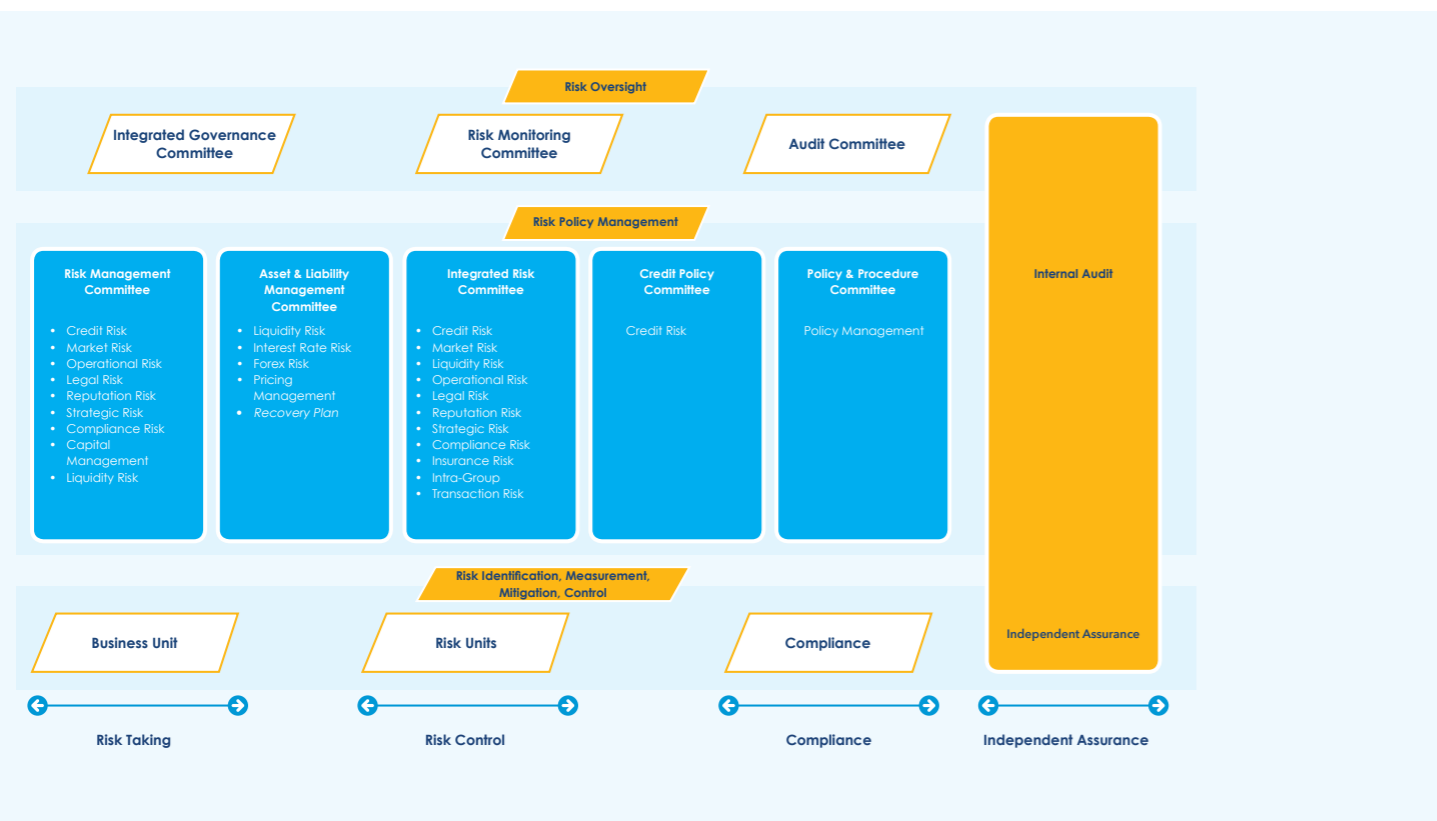 Risk Oversight
Integrated Governance
Committee
Risk Monitoring
Committee
Audit Committee
Risk Policy Management
Risk Management
Committee
• Credit Risk
• Market Risk
• Operational Risk
• Legal Risk
• Reputation Risk
• Strategic Risk
• Compliance Risk
• Capital
Management
• Liquidity Risk
Asset & Liability
Management
Committee
• Liquidity Risk
• Interest Rate Risk
• Forex Risk
• Pricing
Management
• Recovery Plan
Integrated Risk
Committee
• Credit Risk
• Market Risk
• Liquidity Risk
• Operational Risk
• Legal Risk
• Reputation Risk
• Strategic Risk
• Compliance Risk
• Insurance Risk
• Intra-Group
• Transaction Risk
Credit Policy
Committee
Credit Risk
Policy & Procedure
Committee
Policy Management
Internal Audit
Independent Assurance
Risk Identification, Measurement,
Mitigation, Control
Business Unit
Risk Units
Compliance
Risk Taking
Risk Control
Compliance
Independent Assurance